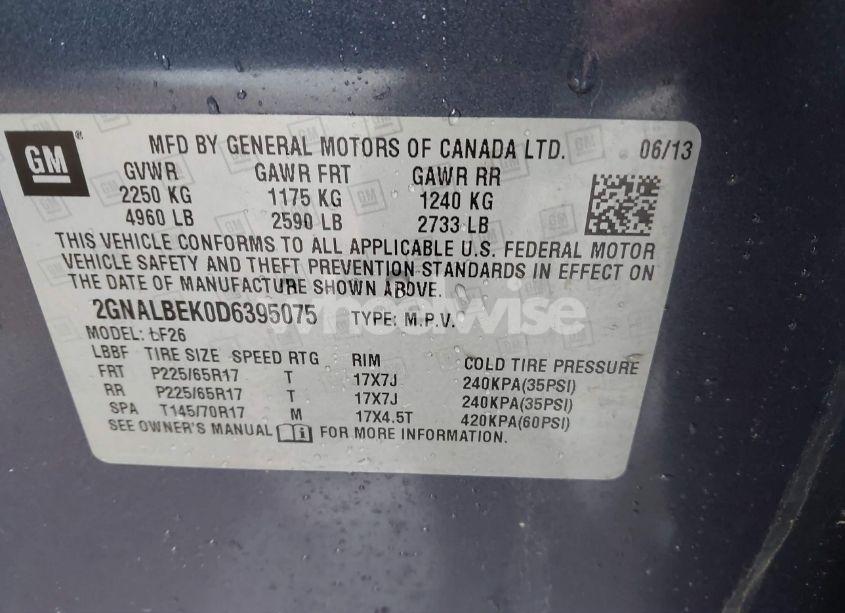 GM
MFD BY GENERAL MOTORS OF CANADA LTD. 06/13
GVWR GAWR FRT GAWR RR
2250 KG 1175 KG 1240 KG
4960 LB 2590 LB 2733 LB
THIS VEHICLE CONFORMS TO ALL APPLICABLE U.S. FEDERAL MOTOR
VEHICLE SAFETY AND THEFT PREVENTION STANDARDS IN EFFECT ON
THE DATE OF MANUFACTURE SHOWN ABOVE.
2GNALBEK0D6395075 TYPE: M.P.V.
wheelwise
MODEL: LF26
LBBF TIRE SIZE SPEED RTG RIM COLD TIRE PRESSURE
FRT P225/65R17 T 17X7J 240KPA(35PSI)
RR P225/65R17 T 17X7J 240KPA(35PSI)
SPA T145/70R17 M 17X4.5T 420KPA(60PSI)
SEE OWNER'S MANUAL FOR MORE INFORMATION.